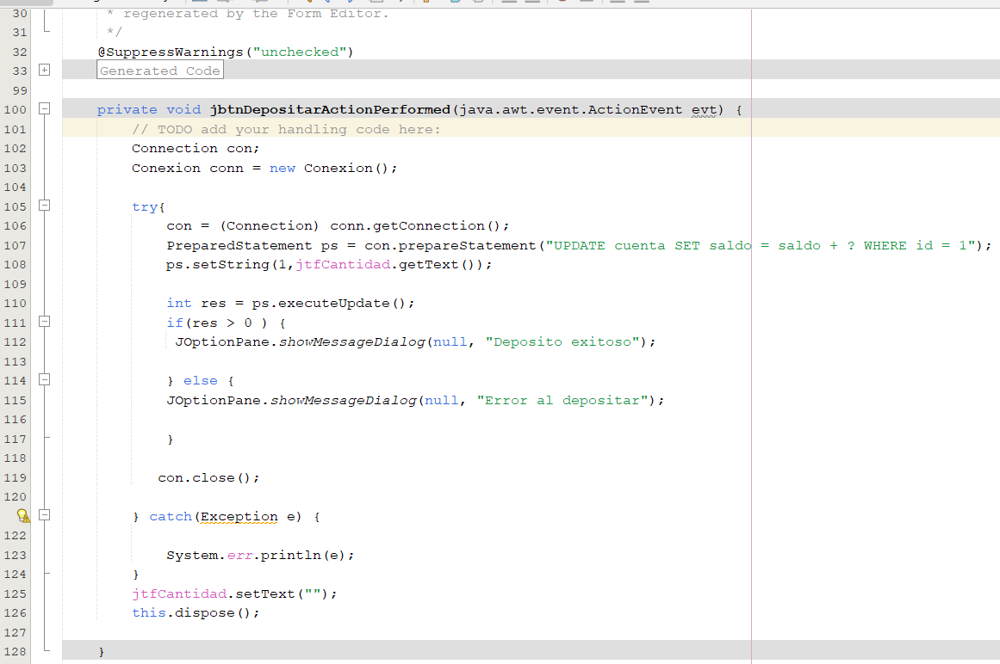 30 * regenerated by the Form Editor.
31 */
32 @SuppressWarnings("unchecked")
33 Generated Code
99
100 private void jbtnDepositarActionPerformed(java.awt.event.ActionEvent evt) {
101 // TODO add your handling code here:
102 Connection con;
103 Conexion conn = new Conexion();
104
105 try{
106 con = (Connection) conn.getConnection();
107 PreparedStatement ps = con.prepareStatement("UPDATE cuenta SET saldo = saldo + ? WHERE id = 1");
108 ps.setString(1,jtfCantidad.getText());
109
110 int res = ps.executeUpdate();
111 if(res > 0 ) {
112 JOptionPane.showMessageDialog(null, "Deposito exitoso");
113
114 } else {
115 JOptionPane.showMessageDialog(null, "Error al depositar");
116
117 }
118
119 con.close();
120
} catch(Exception e) {
122
123 System.err.println(e);
124 }
125 jtfCantidad.setText("");
126 this.dispose();
127
128 }